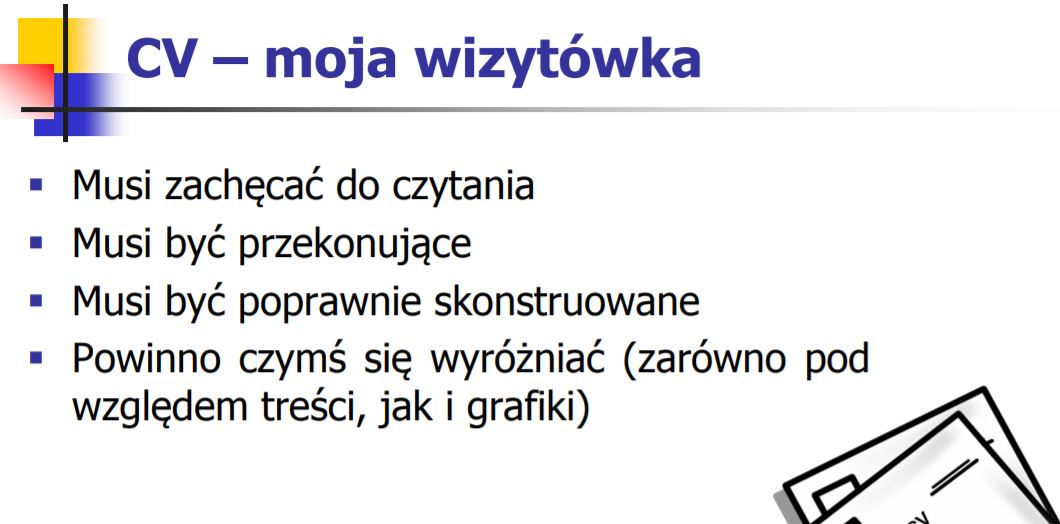 CV – moja wizytówka
▪ Musi zachęcać do czytania
▪ Musi być przekonujące
▪ Musi być poprawnie skonstruowane
▪ Powinno czymś się wyróżniać (zarówno pod
względem treści, jak i grafiki)